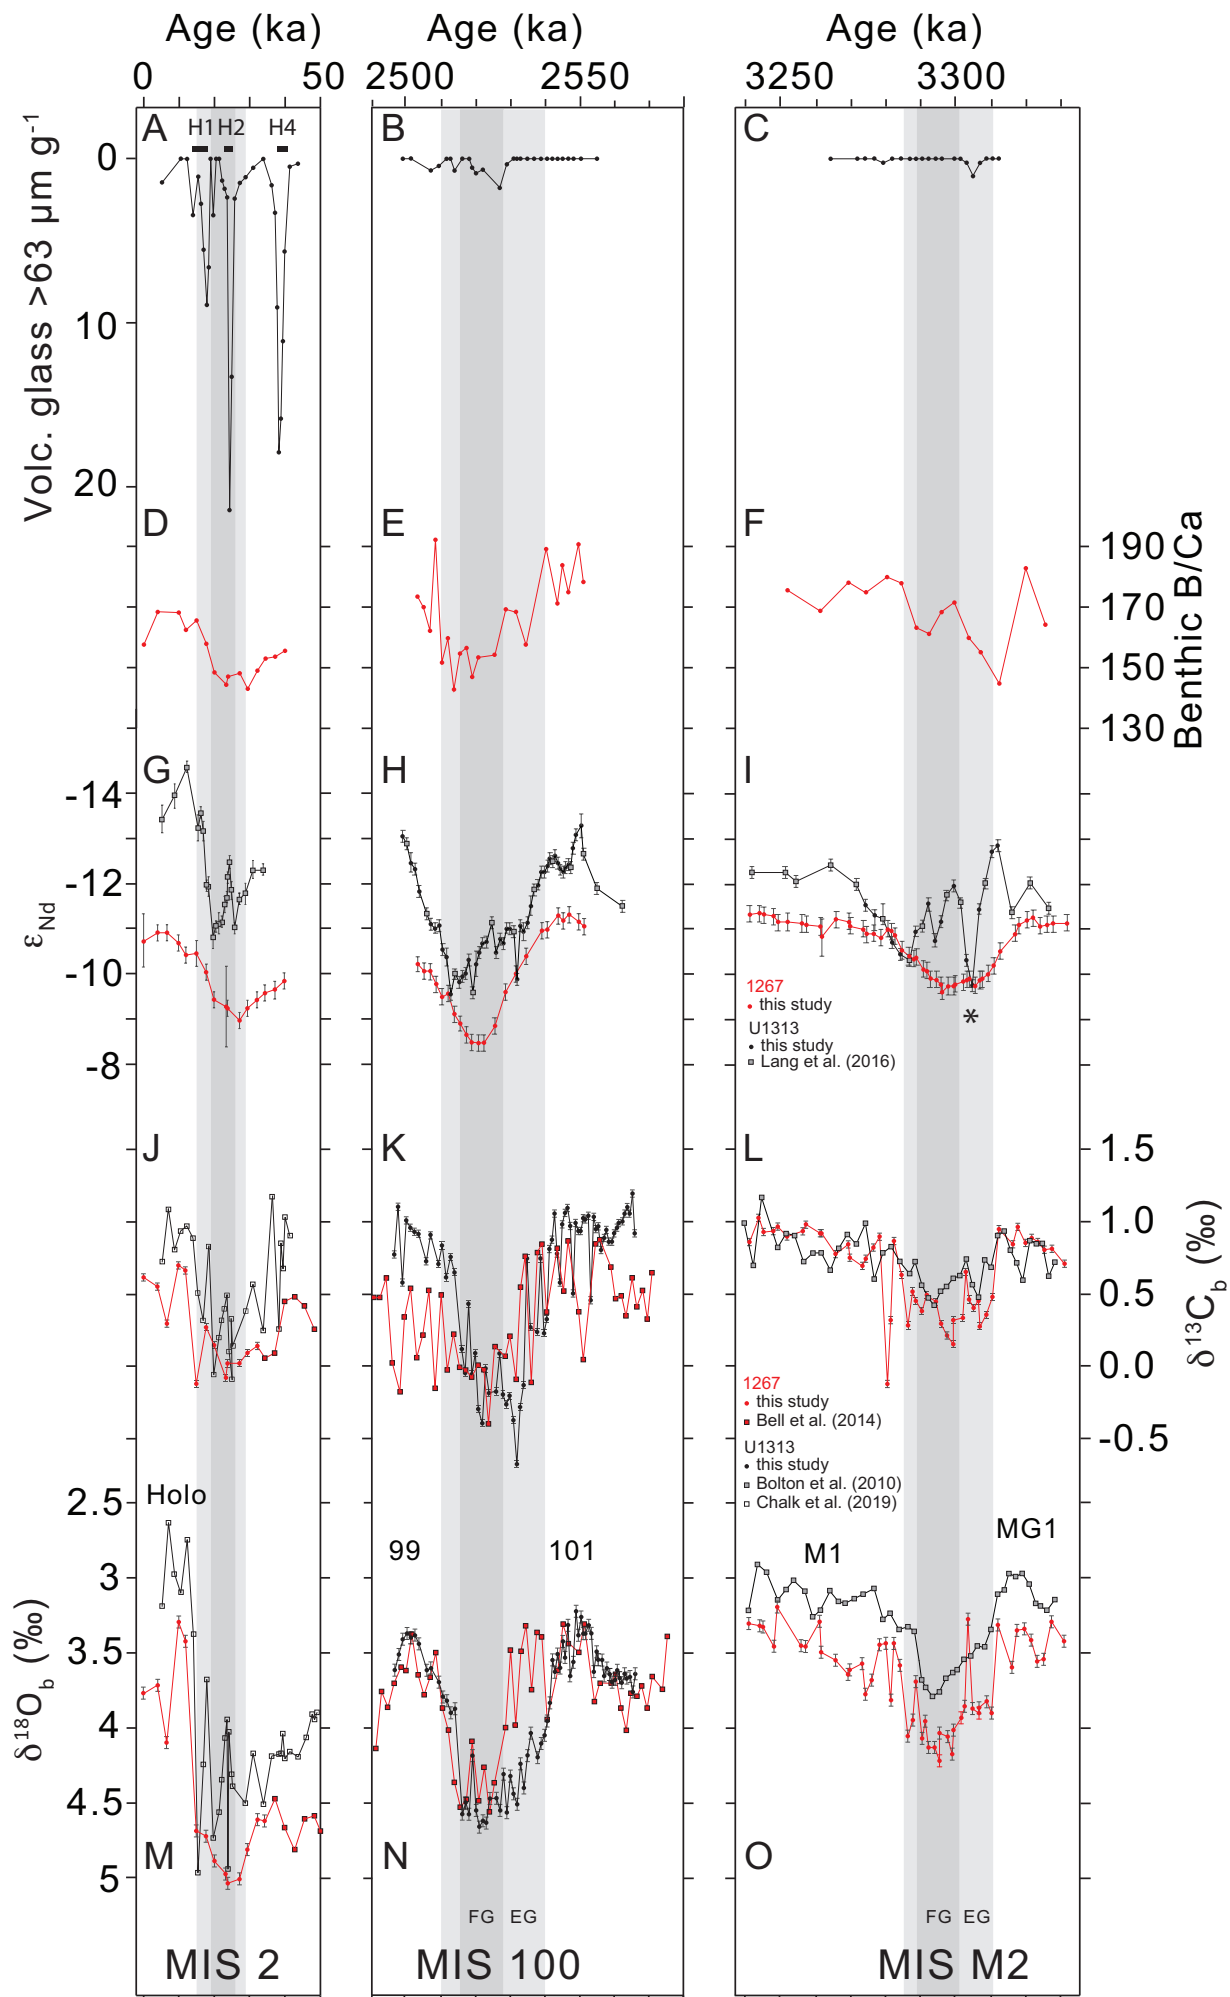 Age (ka)
Age (ka)
Age (ka)
0
50
2500
2550
3250
3300
A
H1
H2
H4
B
C
Volc. glass >63 µm g⁻¹
0
10
20
D
E
F
190
170
150
130
Benthic B/Ca
G
H
I
-14
-12
-10
-8
εNd
1267
this study
U1313
this study
Lang et al. (2016)
*
J
K
L
1.5
1.0
0.5
0.0
-0.5
δ¹³Cb (‰)
1267
this study
Bell et al. (2014)
U1313
this study
Bolton et al. (2010)
Chalk et al. (2019)
Holo
99
101
M1
MG1
2.5
3
3.5
4
4.5
5
δ¹⁸Ob (‰)
M
N
O
FG
EG
FG
EG
MIS 2
MIS 100
MIS M2